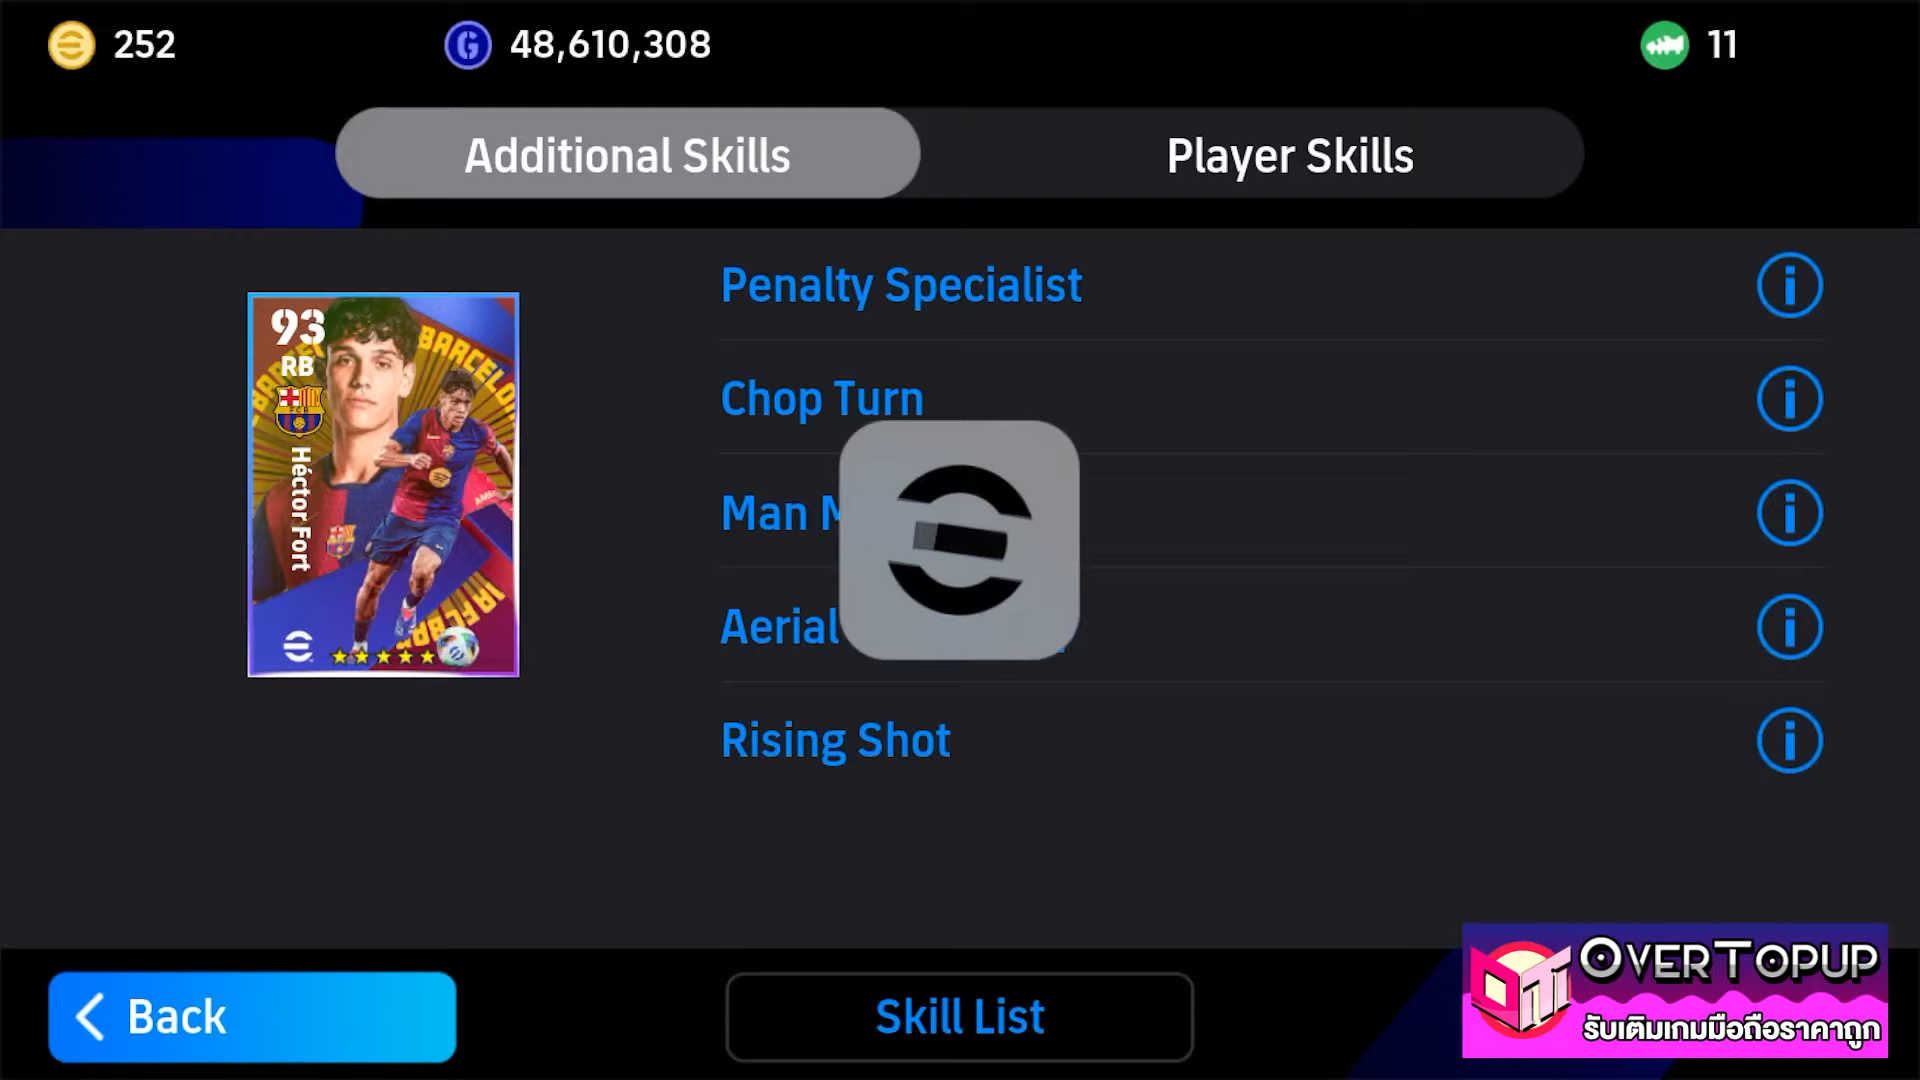 252
48,610,308
11
Additional Skills
Player Skills
Penalty Specialist
Chop Turn
Man
Aerial
Rising Shot
93
RB
BARCELO
FCB
Héctor Fort
Back
Skill List
OVERTOPUP
รับเติมเกมมือถือราคาถูก